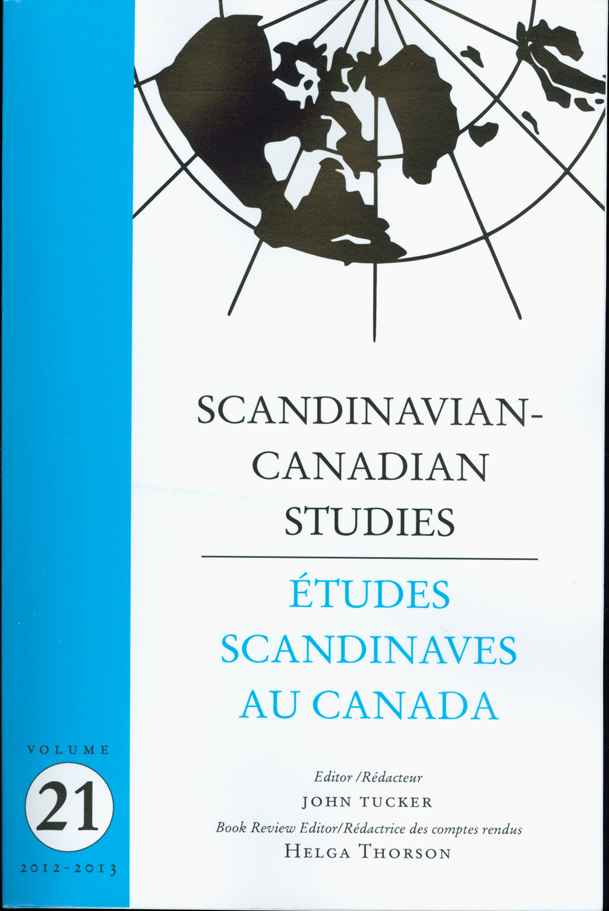 SCANDINAVIAN-
CANADIAN
STUDIES
ÉTUDES
SCANDINAVES
AU CANADA
Editor /Rédacteur
JOHN TUCKER
Book Review Editor/Rédactrice des comptes rendus
HELGA THORSON
VOLUME
21
2012-2013